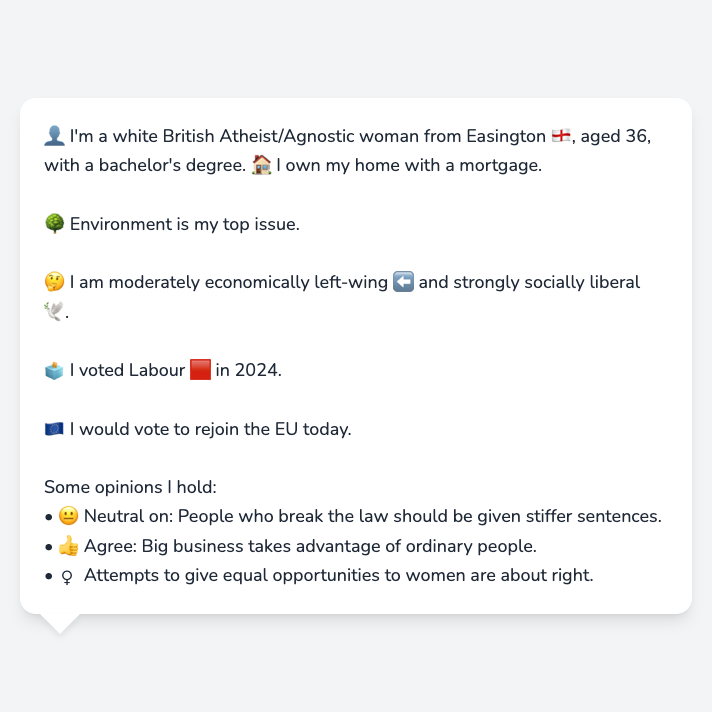 👤 I'm a white British Atheist/Agnostic woman from Easington 🏴󠁧󠁢󠁥󠁮󠁧󠁿, aged 36,
with a bachelor's degree. 🏠 I own my home with a mortgage.
🌳 Environment is my top issue.
🤔 I am moderately economically left-wing ⬅️ and strongly socially liberal
🕊️.
🗳️ I voted Labour 🟥 in 2024.
🇪🇺 I would vote to rejoin the EU today.
Some opinions I hold:
• 😐 Neutral on: People who break the law should be given stiffer sentences.
• 👍 Agree: Big business takes advantage of ordinary people.
• ♀ Attempts to give equal opportunities to women are about right.